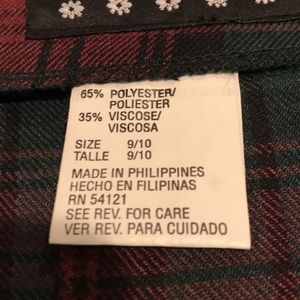 65% POLYESTER/
POLIESTER
35% VISCOSE/
VISCOSA
SIZE 9/10
TALLE 9/10
MADE IN PHILIPPINES
HECHO EN FILIPINAS
RN 54121
SEE REV. FOR CARE
VER REV. PARA CUIDADO